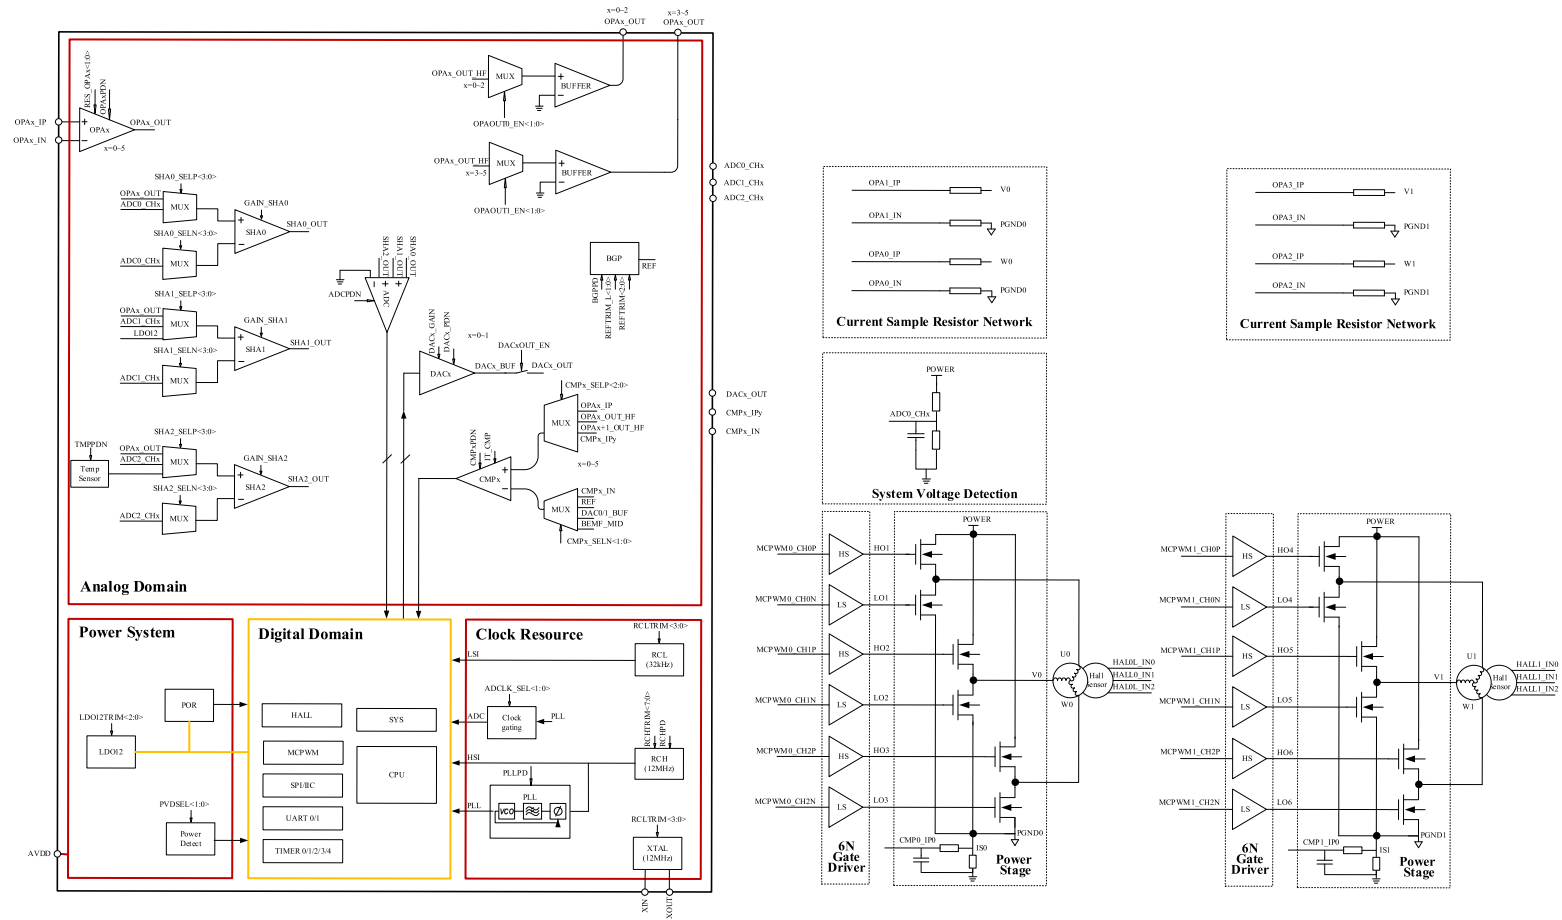 x=0~2
OPAx_OUT
x=3~5
OPAx_OUT
RES_OPAx<1:0>
OPAxPDN
OPAx_IP
OPAx_IN
OPAx
OPAx_OUT
x=0~5
OPAx_OUT_HF
x=0~2
MUX
BUFFER
OPAOUT0_EN<1:0>
OPAx_OUT_HF
x=3~5
MUX
BUFFER
OPAOUT1_EN<1:0>
ADC0_CHx
ADC1_CHx
ADC2_CHx
SHA0_SELP<3:0>
OPAx_OUT
ADC0_CHx
MUX
GAIN_SHA0
SHA0
SHA0_OUT
SHA0_SELN<3:0>
ADC0_CHx
MUX
SHA1_SELP<3:0>
OPAx_OUT
ADC1_CHx
LDO12
MUX
GAIN_SHA1
SHA1
SHA1_OUT
SHA1_SELN<3:0>
ADC1_CHx
MUX
TMPPDN
Temp
Sensor
SHA2_SELP<3:0>
OPAx_OUT
ADC2_CHx
MUX
GAIN_SHA2
SHA2
SHA2_OUT
SHA2_SELN<3:0>
ADC2_CHx
MUX
SHA0_OUT
SHA1_OUT
SHA2_OUT
ADCPDN
ADC
BGP
REF
BGPPD
REFTRIM_L<1:0>
REFTRIM<2:0>
DACx_GAIN
DACx_PDN
x=0~1
DACx
DACx_BUF
DACxOUT_EN
DACx_OUT
CMPx_SELP<2:0>
MUX
OPAx_IP
OPAx_OUT_HF
OPAx+1_OUT_HF
CMPx_IPy
x=0~5
CMPxPDN
IT_CMP
CMPx
MUX
CMPx_IN
REF
DAC0/1_BUF
BEMF_MID
CMPx_SELN<1:0>
DACx_OUT
CMPx_IPy
CMPx_IN
Analog Domain
Power System
POR
LDO12TRIM<2:0>
LDO12
PVDSEL<1:0>
Power
Detect
AVDD
Digital Domain
HALL
MCPWM
SPI/IIC
UART 0/1
TIMER 0/1/2/3/4
SYS
CPU
Clock Resource
RCLTRIM<3:0>
LSI
RCL
(32kHz)
ADCLK_SEL<1:0>
ADC
Clock
gating
PLL
RCHTRIM<7:0>
RCHPD
HSI
RCH
(12MHz)
PLLPD
PLL
PLL
VCO
Ø
RCLTRIM<3:0>
XTAL
(12MHz)
XIN
XOUT
OPA1_IP
V0
OPA1_IN
PGND0
OPA0_IP
W0
OPA0_IN
PGND0
Current Sample Resistor Network
OPA3_IP
V1
OPA3_IN
PGND1
OPA2_IP
W1
OPA2_IN
PGND1
Current Sample Resistor Network
POWER
ADC0_CHx
System Voltage Detection
MCPWM0_CH0P
HS
HO1
MCPWM0_CH0N
LS
LO1
MCPWM0_CH1P
HS
HO2
MCPWM0_CH1N
LS
LO2
MCPWM0_CH2P
HS
HO3
MCPWM0_CH2N
LS
LO3
POWER
U0
V0
W0
Hall
Sensor
HAL0L_IN0
HALL0_IN1
HAL0L_IN2
PGND0
CMP0_IP0
IS0
6N
Gate
Driver
Power
Stage
MCPWM1_CH0P
HS
HO4
MCPWM1_CH0N
LS
LO4
MCPWM1_CH1P
HS
HO5
MCPWM1_CH1N
LS
LO5
MCPWM1_CH2P
HS
HO6
MCPWM1_CH2N
LS
LO6
POWER
U1
V1
W1
Hall
Sensor
HALL1_IN0
HALL1_IN1
HALL1_IN2
PGND1
CMP1_IP0
IS1
6N
Gate
Driver
Power
Stage